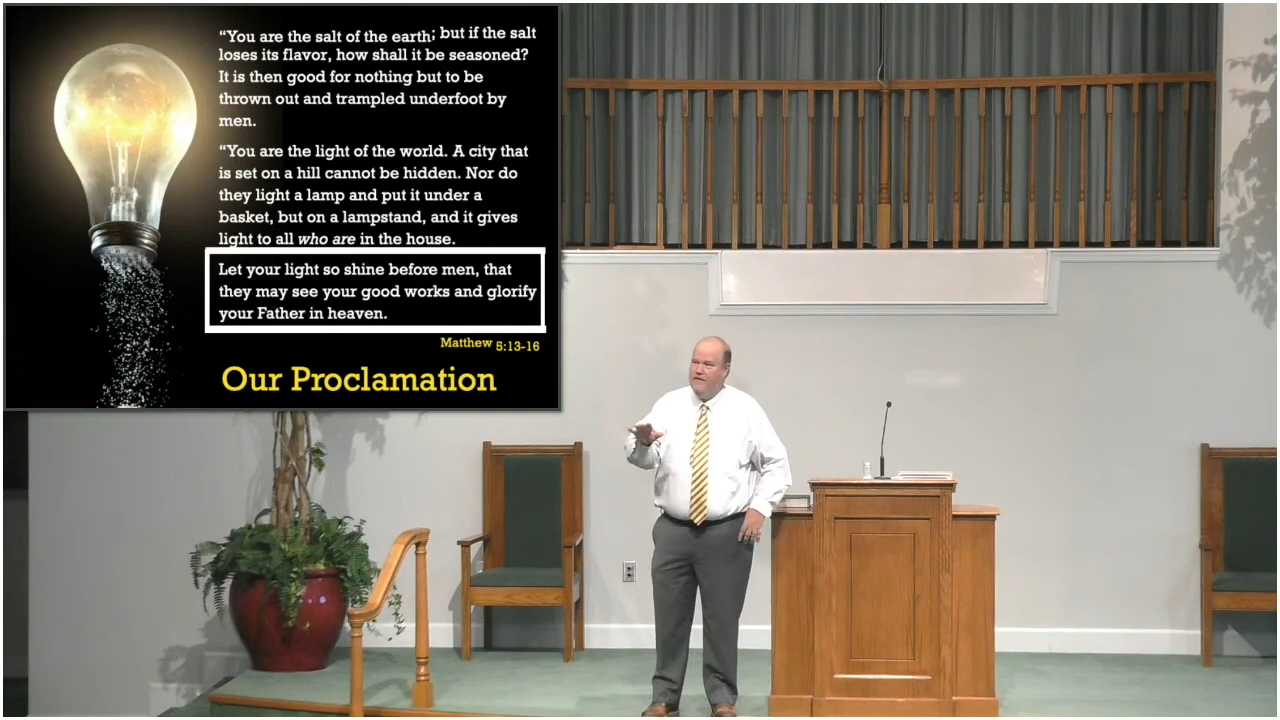 “You are the salt of the earth; but if the salt
loses its flavor, how shall it be seasoned?
It is then good for nothing but to be
thrown out and trampled underfoot by
men.
“You are the light of the world. A city that
is set on a hill cannot be hidden. Nor do
they light a lamp and put it under a
basket, but on a lampstand, and it gives
light to all who are in the house.
Let your light so shine before men, that
they may see your good works and glorify
your Father in heaven.
Matthew 5:13-16
Our Proclamation